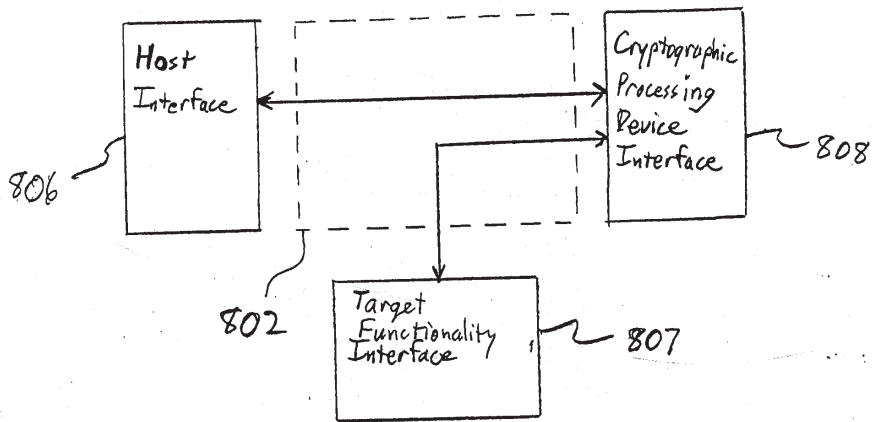 Host
Interface
Cryptographic
Processing
Device
Interface
806
808
802
Target
Functionality
Interface
807